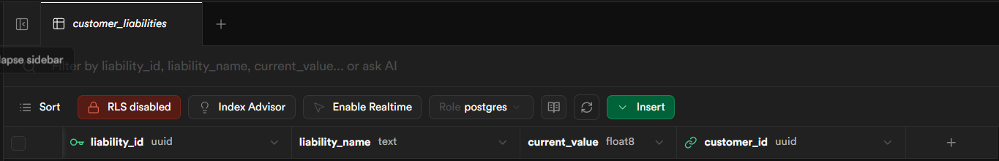 customer_liabilities
lapse sidebar
Filter by liability_id, liability_name, current_value... or ask AI
Sort RLS disabled Index Advisor Enable Realtime Role postgres Insert
liability_id uuid liability_name text current_value float8 customer_id uuid